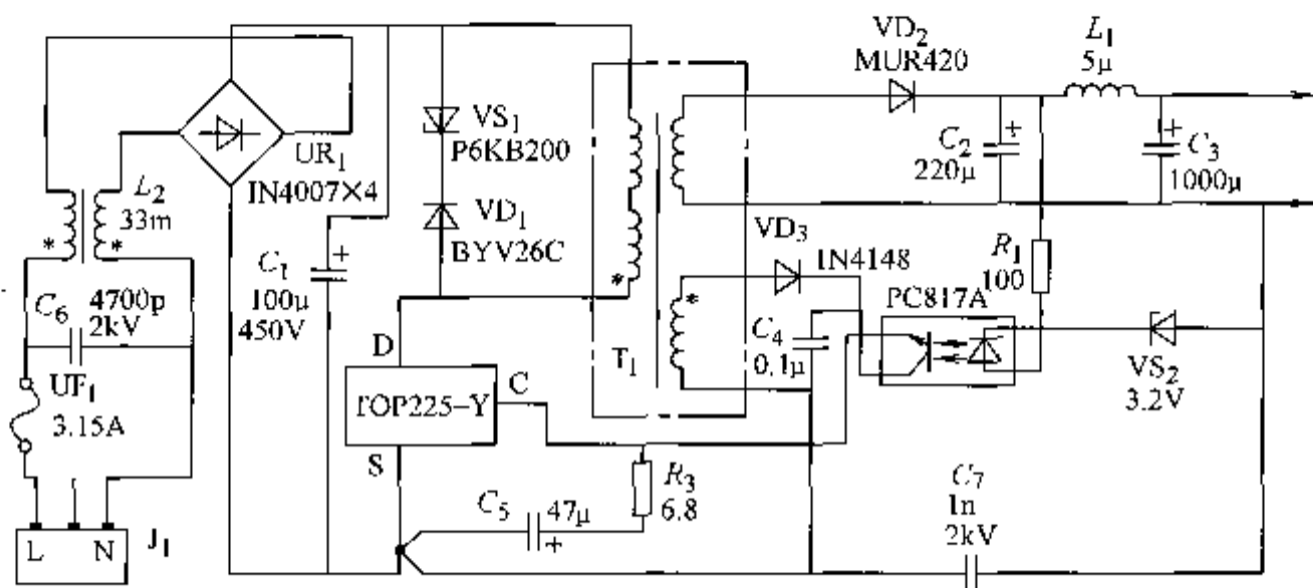 VD2
MUR420
L1
5μ
VS1
P6KB200
UR1
IN4007×4
C2
220μ
C3
1000μ
L2
33m
*
*
VD1
BYV26C
VD3
1N4148
R1
100
C1
100μ
450V
*
*
PC817A
C6
4700p
2kV
C4
0.1μ
D
T1
VS2
3.2V
UF1
3.15A
TOP225-Y
C
S
R3
6.8
C7
1n
2kV
C5
47μ
L
N
J1